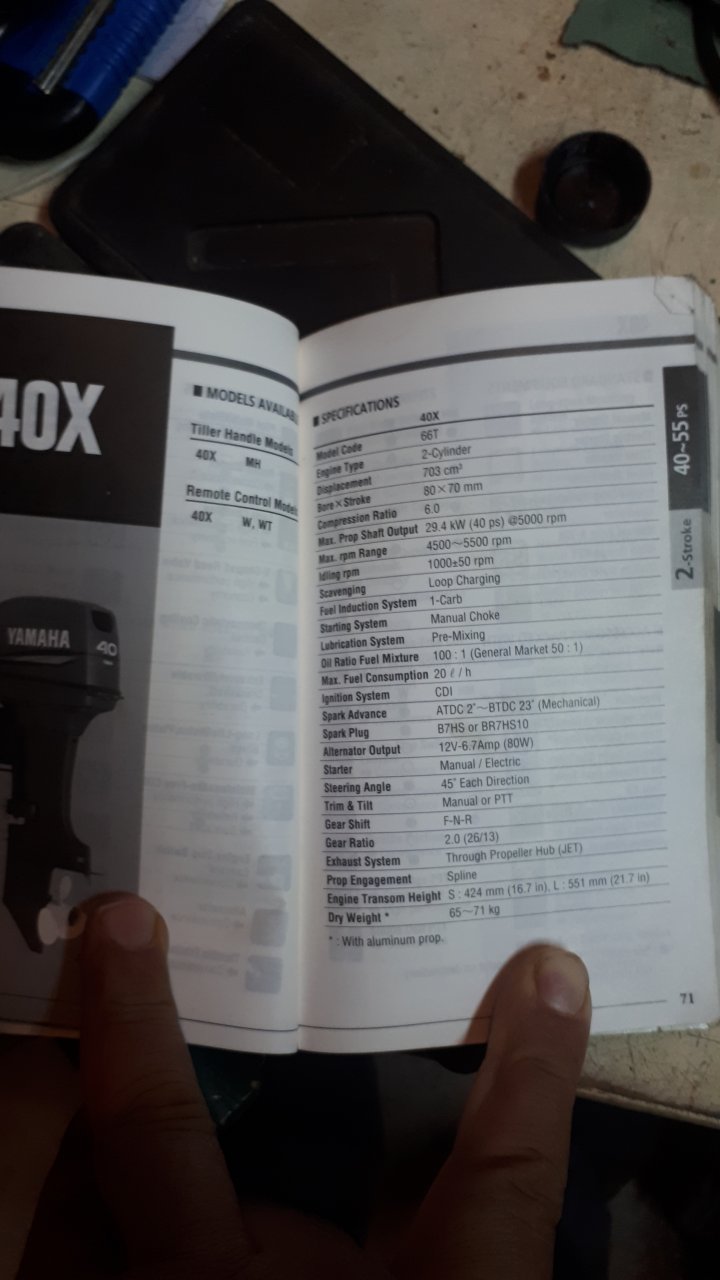 40X
YAMAHA
40
■ MODELS
Tiller Handle Models
40X MH
Remote Control
40X W, WT
■ SPECIFICATIONS
40X
Model Code 66T
Engine Type 2-Cylinder
Displacement 703 cm³
Bore×Stroke 80×70 mm
Compression Ratio 6.0
Max. Prop Shaft Output 29.4 kW (40 ps) @5000 rpm
Max. rpm Range 4500~5500 rpm
Idling rpm 1000±50 rpm
Scavenging Loop Charging
Fuel Induction System 1-Carb
Starting System Manual Choke
Lubrication System Pre-Mixing
Oil Ratio Fuel Mixture 100 : 1 (General Market 50 : 1)
Max. Fuel Consumption 20 ℓ / h
Ignition System CDI
Spark Advance ATDC 2˚~BTDC 23˚ (Mechanical)
Spark Plug B7HS or BR7HS10
Alternator Output 12V-6.7Amp (80W)
Starter Manual / Electric
Steering Angle 45˚ Each Direction
Trim & Tilt Manual or PTT
Gear Shift F-N-R
Gear Ratio 2.0 (26/13)
Exhaust System Through Propeller Hub (JET)
Prop Engagement Spline
Engine Transom Height S : 424 mm (16.7 in), L : 551 mm (21.7 in)
Dry Weight * 65~71 kg
* : With aluminum prop.
40~55 PS
2-Stroke
71